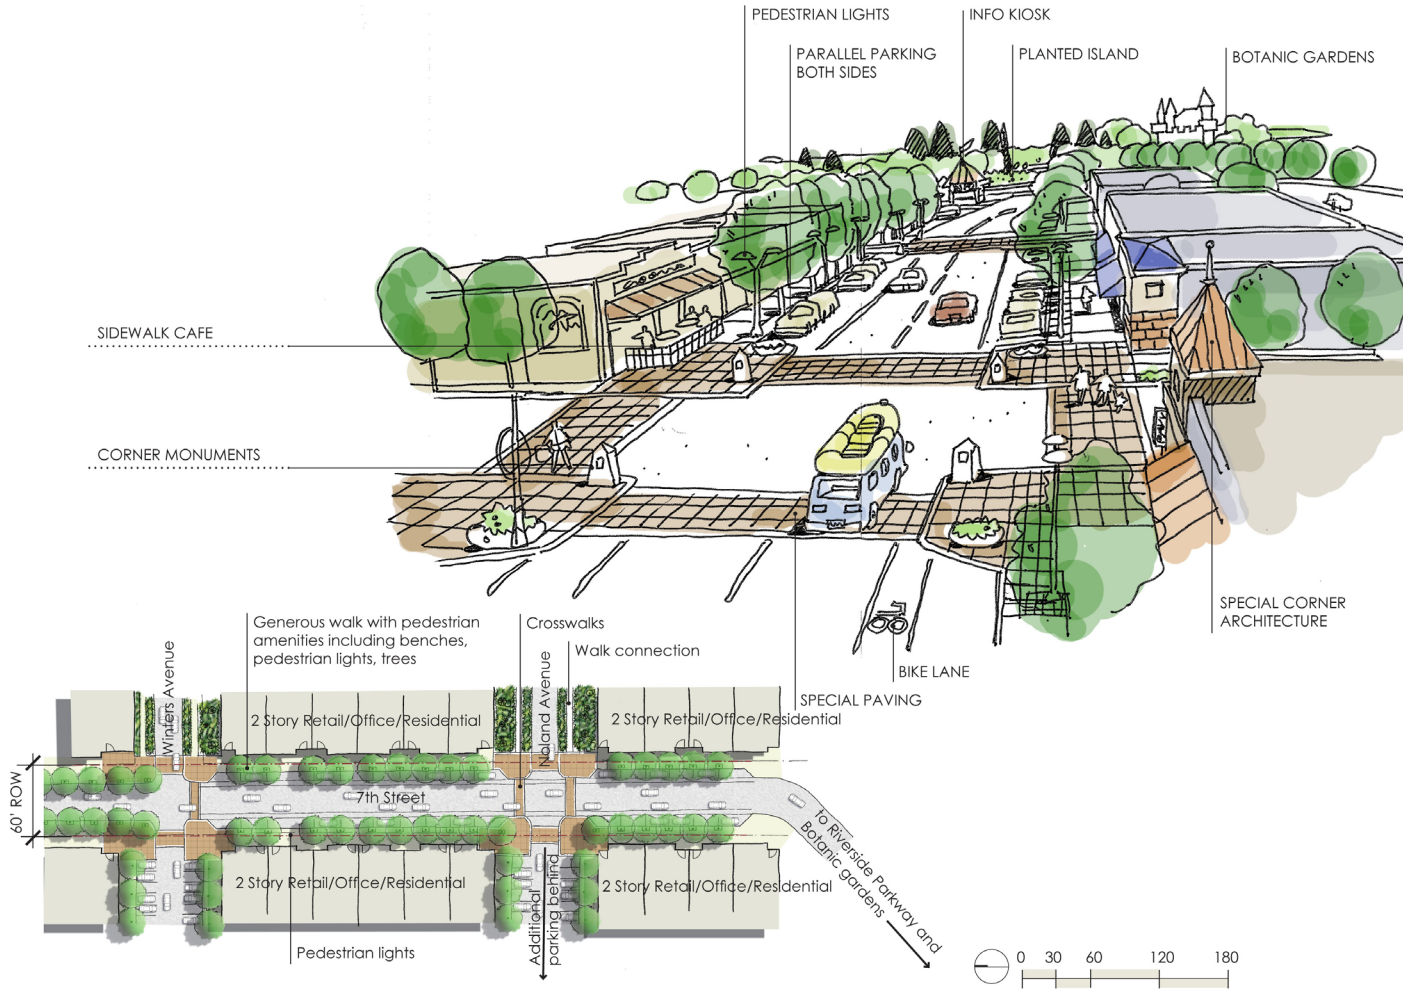 PEDESTRIAN LIGHTS
INFO KIOSK
PARALLEL PARKING
BOTH SIDES
PLANTED ISLAND
BOTANIC GARDENS
SIDEWALK CAFE
CORNER MONUMENTS
SPECIAL CORNER
ARCHITECTURE
BIKE LANE
SPECIAL PAVING
Generous walk with pedestrian
amenities including benches,
pedestrian lights, trees
Crosswalks
Walk connection
Winters Avenue
Noland Avenue
2 Story Retail/Office/Residential
2 Story Retail/Office/Residential
60' ROW
7th Street
to Riverside Parkway and
Botanic gardens
2 Story Retail/Office/Residential
2 Story Retail/Office/Residential
Additional
parking behind
Pedestrian lights
0 30 60 120 180